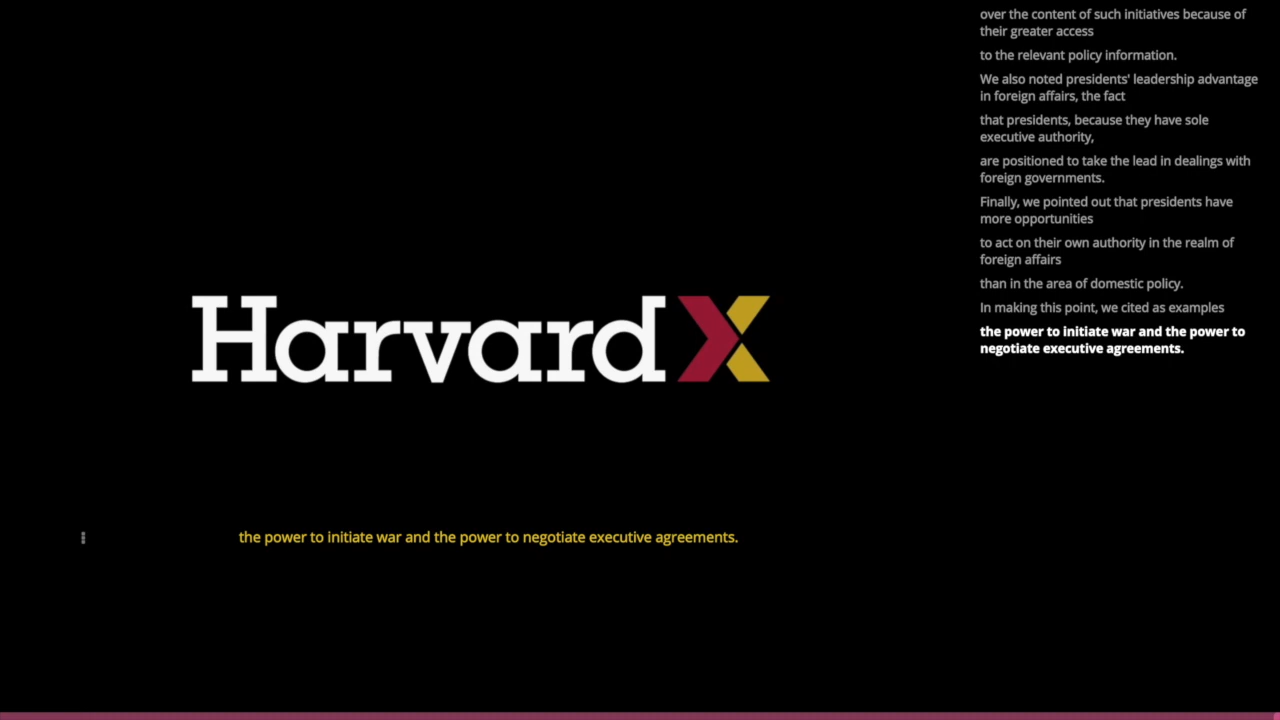 over the content of such initiatives because of
their greater access
to the relevant policy information.
We also noted presidents' leadership advantage
in foreign affairs, the fact
that presidents, because they have sole
executive authority,
are positioned to take the lead in dealings with
foreign governments.
Finally, we pointed out that presidents have
more opportunities
to act on their own authority in the realm of
foreign affairs
than in the area of domestic policy.
In making this point, we cited as examples
the power to initiate war and the power to
negotiate executive agreements.
HarvardX
the power to initiate war and the power to negotiate executive agreements.